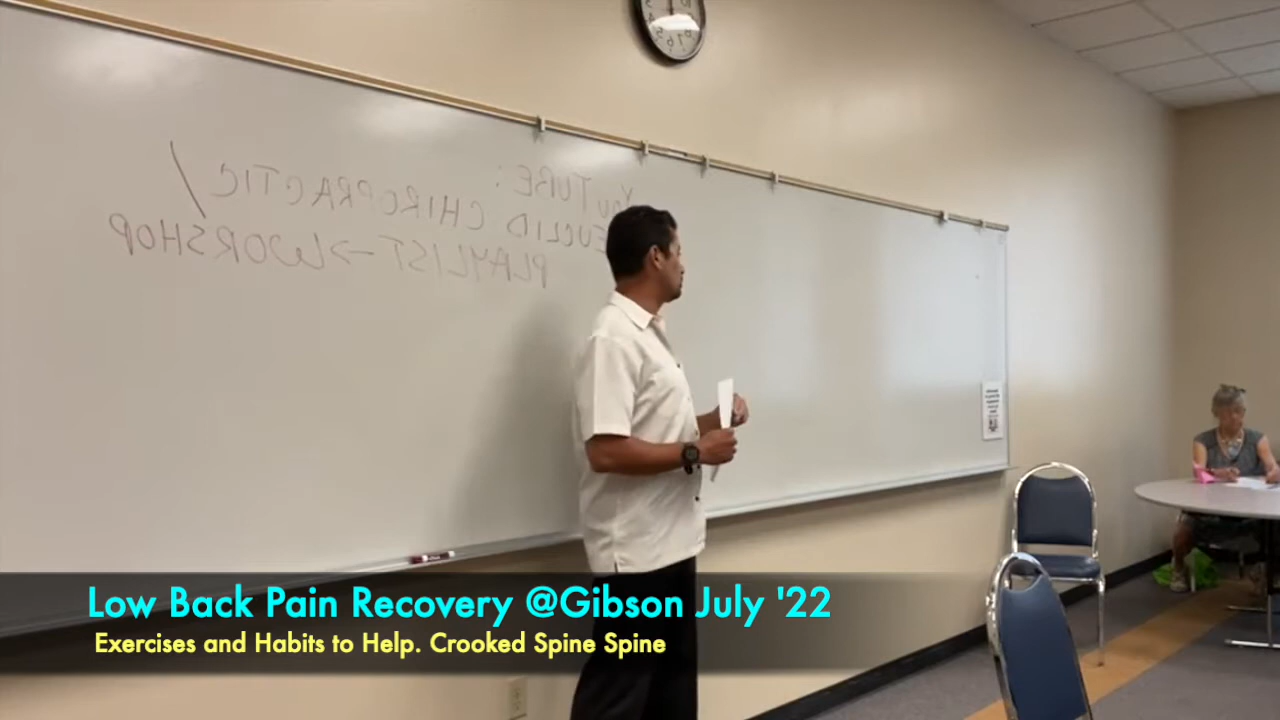 YOUTUBE:
EUCLID CHIROPRACTIC/
PLAYLIST→WORSHOP
Low Back Pain Recovery @Gibson July '22
Exercises and Habits to Help. Crooked Spine Spine